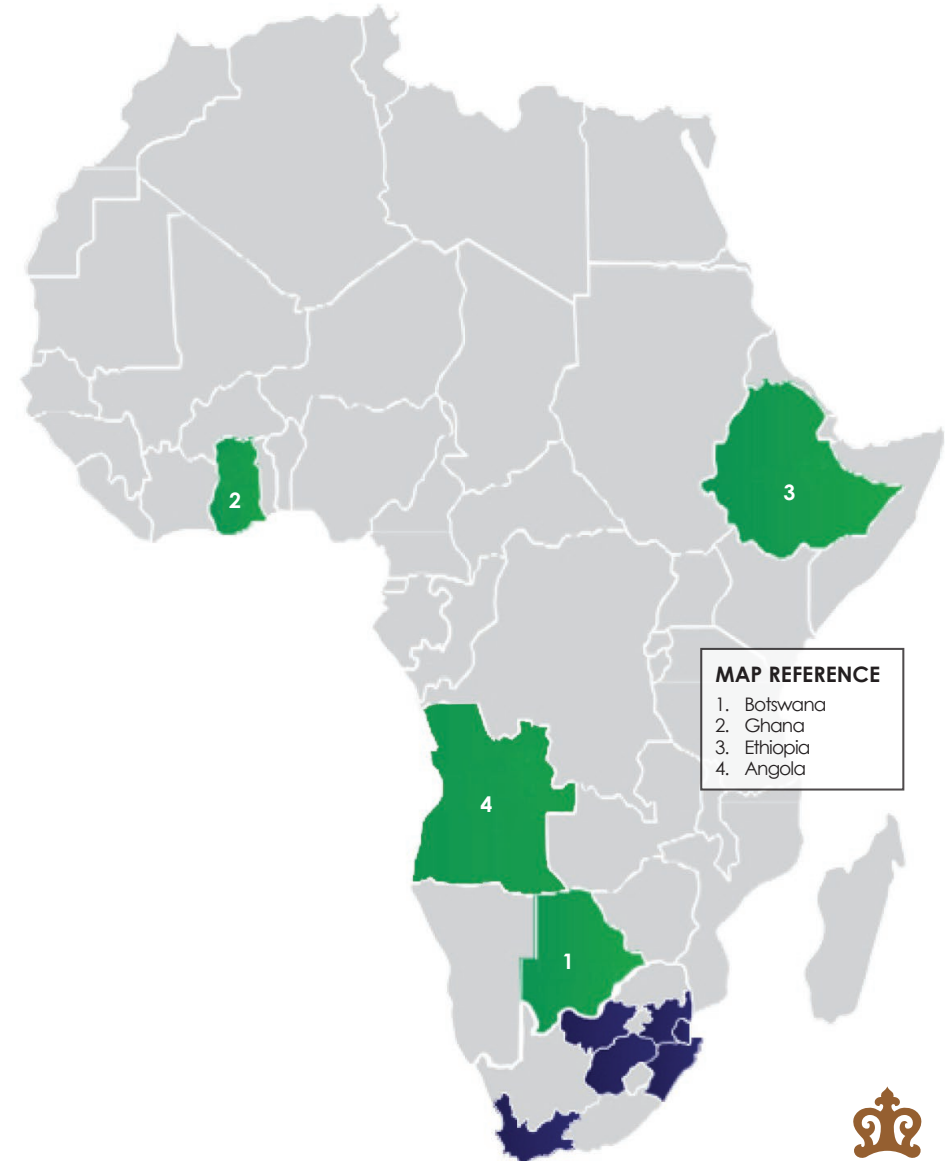 2
3
MAP REFERENCE
1. Botswana
2. Ghana
3. Ethiopia
4. Angola
4
1